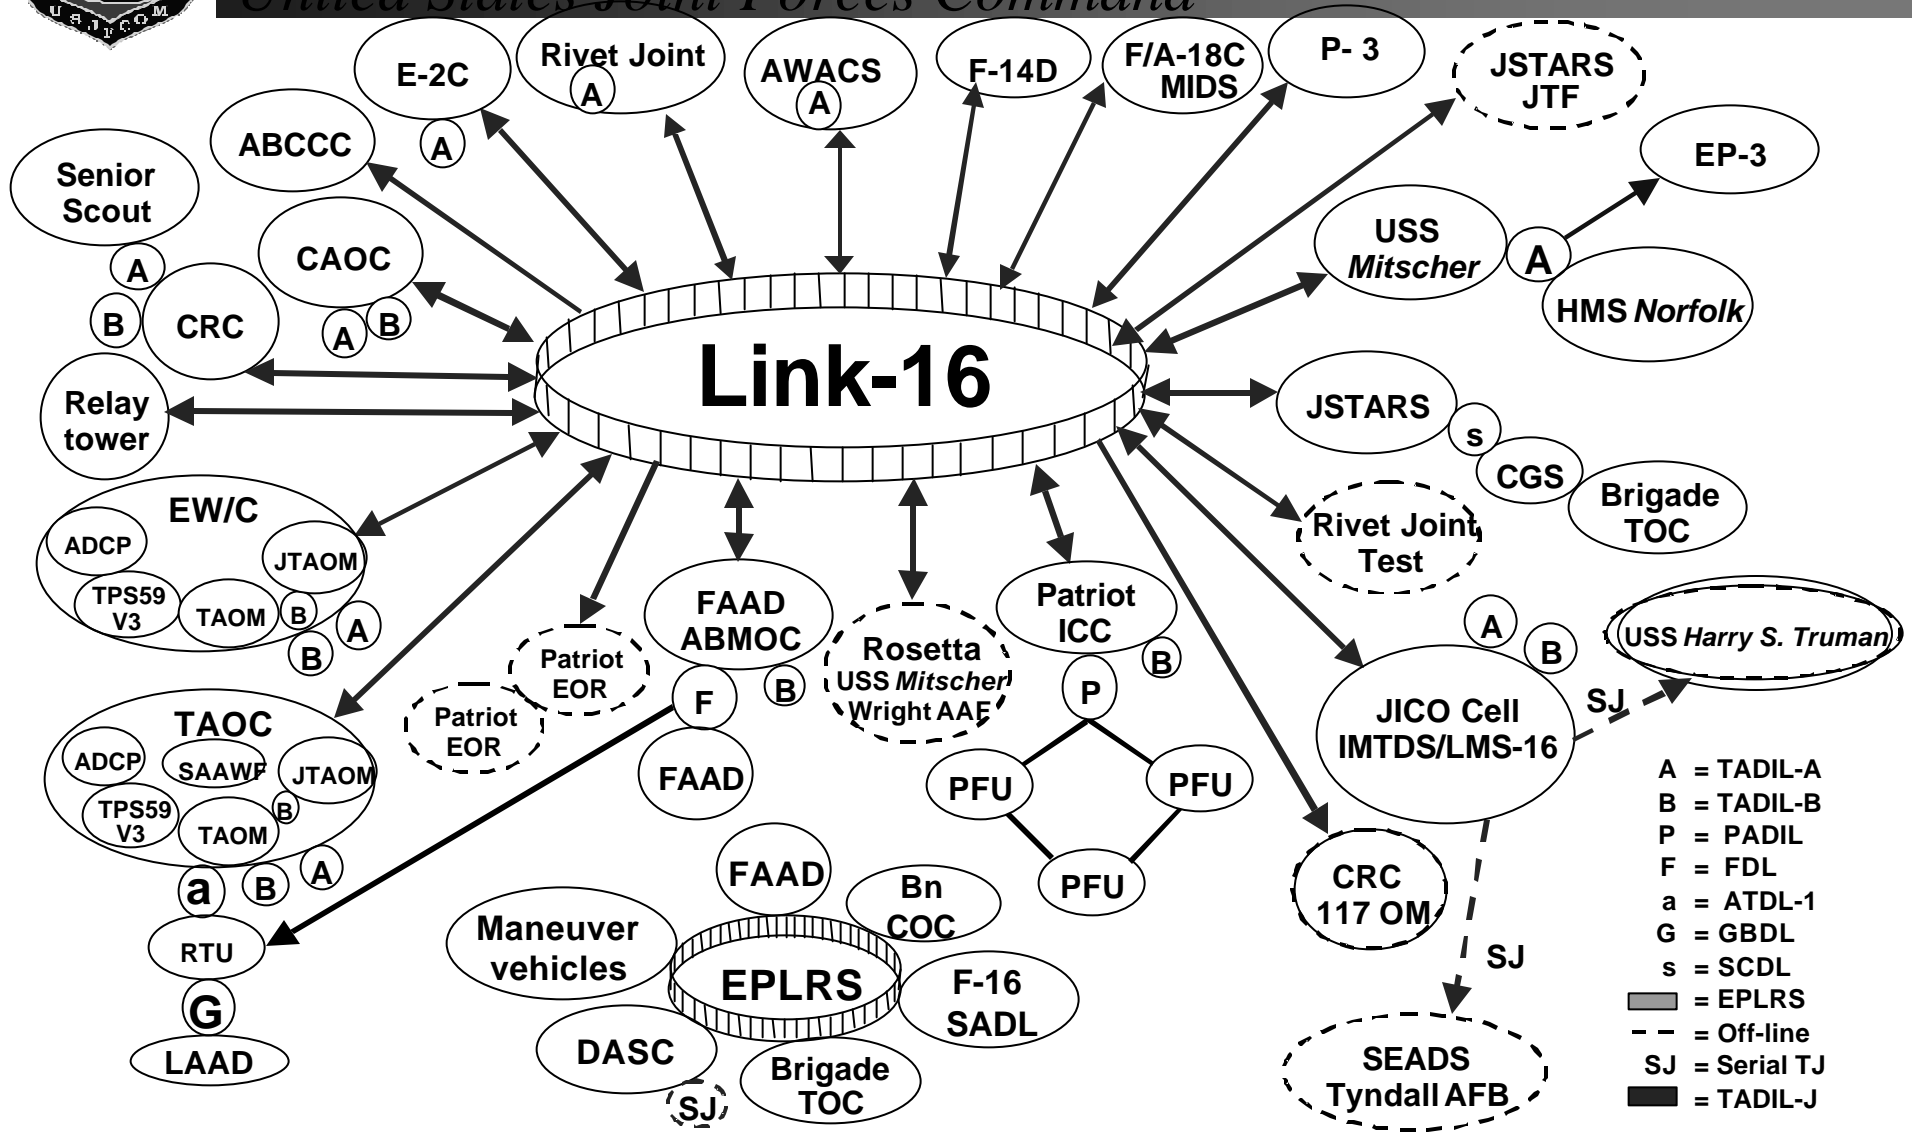 United States Joint Forces Command
USJFCOM
E-2C
A
Rivet Joint
A
AWACS
A
F-14D
F/A-18C
MIDS
P- 3
JSTARS
JTF
EP-3
ABCCC
Senior
Scout
A
B
CRC
CAOC
A
B
USS
Mitscher
A
HMS Norfolk
Relay
tower
Link-16
JSTARS
s
CGS
Brigade
TOC
Rivet Joint
Test
EW/C
ADCP
JTAOM
TPS59
V3
TAOM
B
B
A
Patriot
EOR
Patriot
EOR
FAAD
ABMOC
F
B
FAAD
Rosetta
USS Mitscher
Wright AAF
Patriot
ICC
B
P
PFU
PFU
PFU
A
B
JICO Cell
IMTDS/LMS-16
SJ
USS Harry S. Truman
TAOC
ADCP
SAAWF
JTAOM
TPS59
V3
TAOM
B
a
B
A
RTU
G
LAAD
FAAD
Bn
COC
Maneuver
vehicles
EPLRS
F-16
SADL
DASC
SJ
Brigade
TOC
CRC
117 OM
SJ
SEADS
Tyndall AFB
A = TADIL-A
B = TADIL-B
P = PADIL
F = FDL
a = ATDL-1
G = GBDL
s = SCDL
= EPLRS
= Off-line
SJ = Serial TJ
= TADIL-J